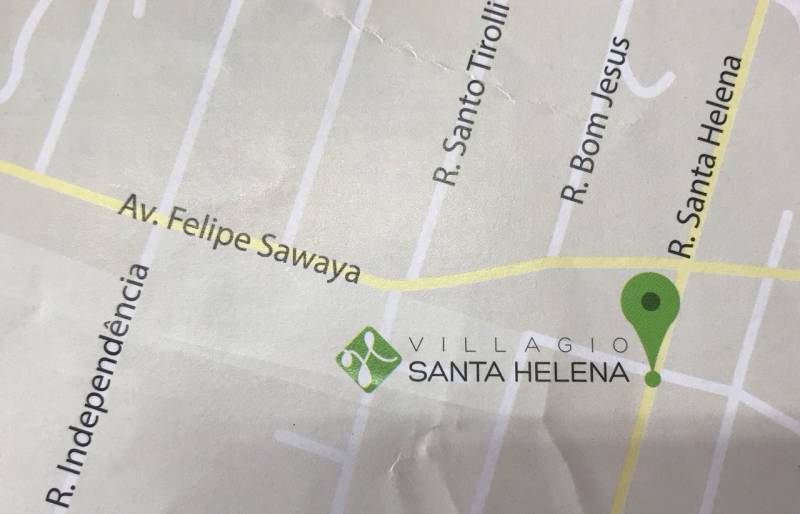 R. Santo Tirolli
R. Bom Jesus
R. Santa Helena
Av. Felipe Sawaya
R. Independência
VILLAGIO
SANTA HELENA